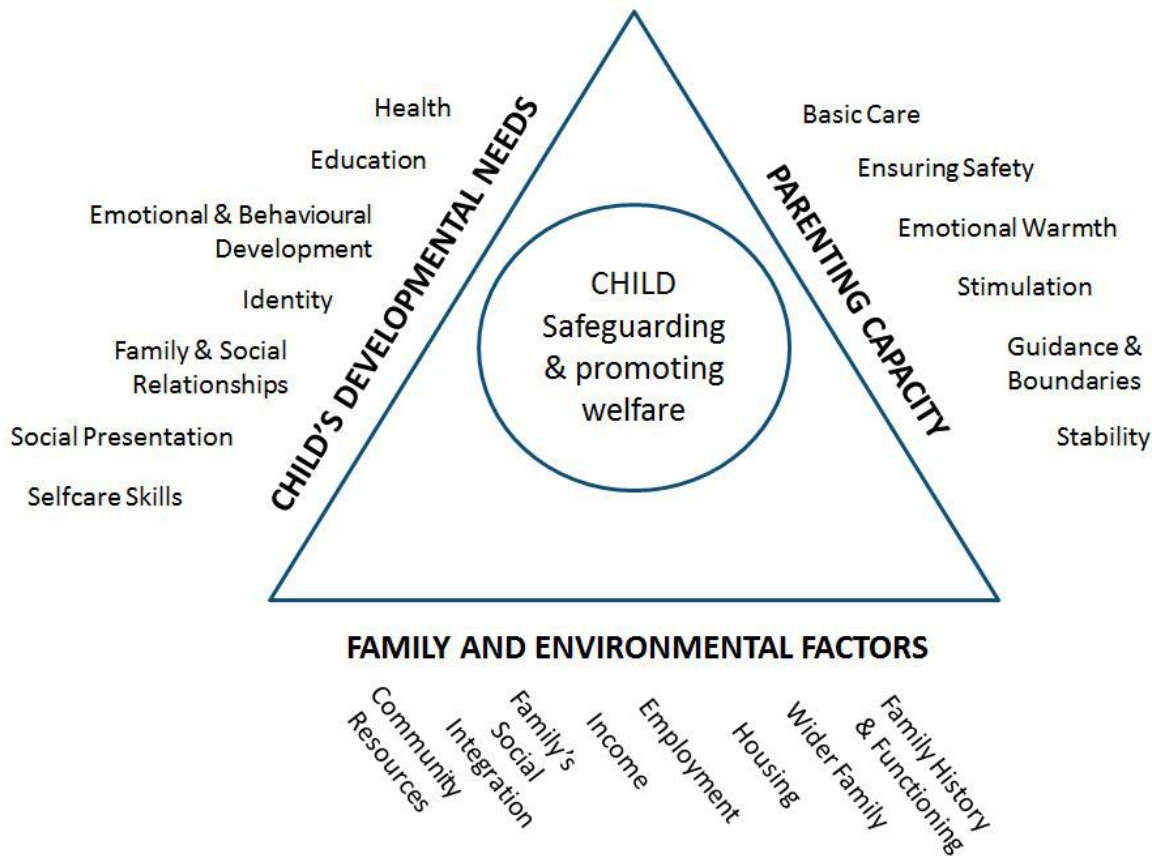 Health
Education
Emotional & Behavioural
Development
Identity
Family & Social
Relationships
Social Presentation
Selfcare Skills
CHILD'S DEVELOPMENTAL NEEDS
CHILD
Safeguarding
& promoting
welfare
PARENTING CAPACITY
Basic Care
Ensuring Safety
Emotional Warmth
Stimulation
Guidance &
Boundaries
Stability
FAMILY AND ENVIRONMENTAL FACTORS
Community
Resources
Family's
Social
Integration
Income
Employment
Housing
Wider Family
Family History
& Functioning